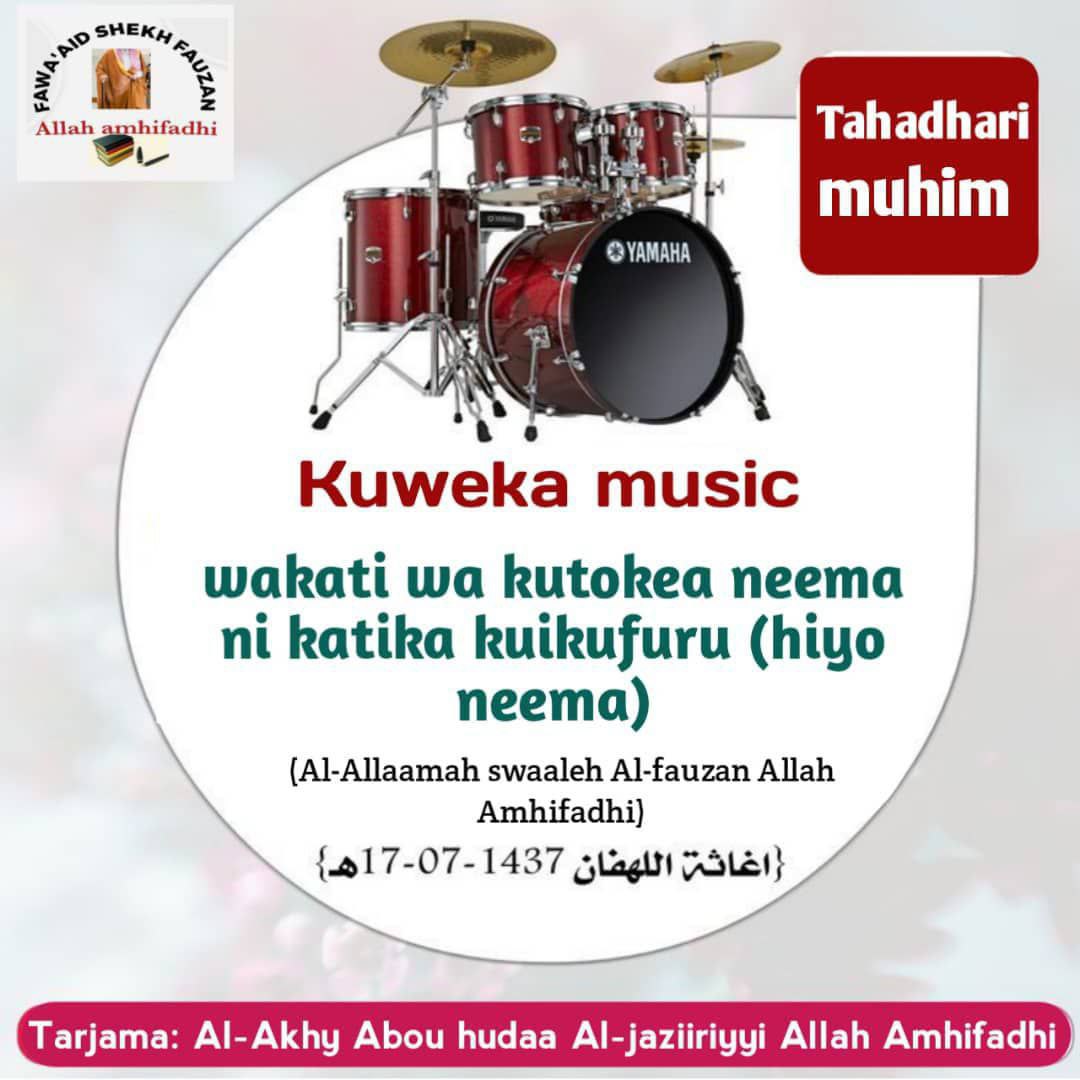 FAWA'AID SHEKH FAUZAN
Allah amhifadhi
Tahadhari
muhim
YAMAHA
Kuweka music
wakati wa kutokea neema
ni katika kuikufuru (hiyo
neema)
(Al-Allaamah swaaleh Al-fauzan Allah
Amhifadhi)
{اغاثة اللهفان 1437-07-17هـ}
Tarjama: Al-Akhy Abou hudaa Al-jaziiriyyi Allah Amhifadhi